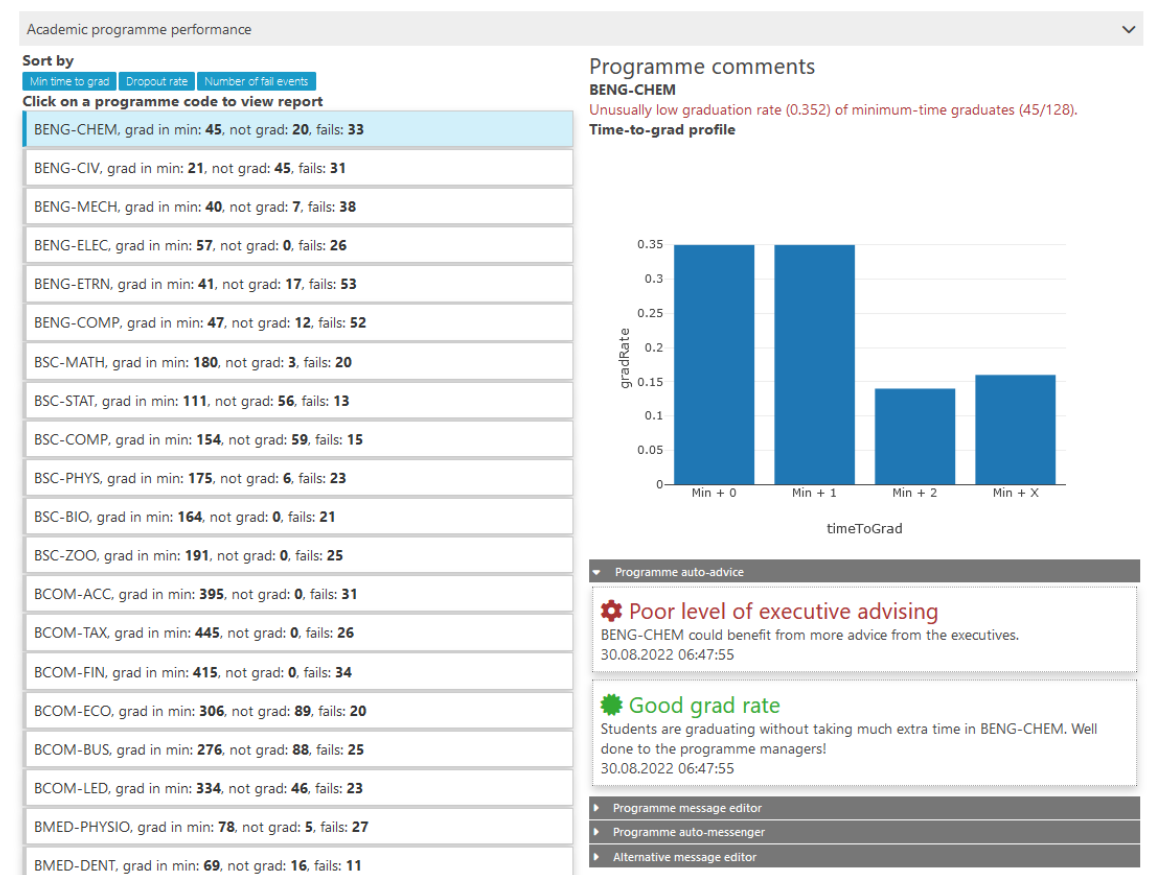 Academic programme performance
Sort by
Min time to grad Dropout rate Number of fail events
Click on a programme code to view report
BENG-CHEM, grad in min: 45, not grad: 20, fails: 33
BENG-CIV, grad in min: 21, not grad: 45, fails: 31
BENG-MECH, grad in min: 40, not grad: 7, fails: 38
BENG-ELEC, grad in min: 57, not grad: 0, fails: 26
BENG-ETRN, grad in min: 41, not grad: 17, fails: 53
BENG-COMP, grad in min: 47, not grad: 12, fails: 52
BSC-MATH, grad in min: 180, not grad: 3, fails: 20
BSC-STAT, grad in min: 111, not grad: 56, fails: 13
BSC-COMP, grad in min: 154, not grad: 59, fails: 15
BSC-PHYS, grad in min: 175, not grad: 6, fails: 23
BSC-BIO, grad in min: 164, not grad: 0, fails: 21
BSC-ZOO, grad in min: 191, not grad: 0, fails: 25
BCOM-ACC, grad in min: 395, not grad: 0, fails: 31
BCOM-TAX, grad in min: 445, not grad: 0, fails: 26
BCOM-FIN, grad in min: 415, not grad: 0, fails: 34
BCOM-ECO, grad in min: 306, not grad: 89, fails: 20
BCOM-BUS, grad in min: 276, not grad: 88, fails: 25
BCOM-LED, grad in min: 334, not grad: 46, fails: 23
BMED-PHYSIO, grad in min: 78, not grad: 5, fails: 27
BMED-DENT, grad in min: 69, not grad: 16, fails: 11
Programme comments
BENG-CHEM
Unusually low graduation rate (0.352) of minimum-time graduates (45/128).
Time-to-grad profile
gradRate
0.35
0.3
0.25
0.2
0.15
0.1
0.05
0
Min + 0 Min + 1 Min + 2 Min + X
timeToGrad
Programme auto-advice
Poor level of executive advising
BENG-CHEM could benefit from more advice from the executives.
30.08.2022 06:47:55
Good grad rate
Students are graduating without taking much extra time in BENG-CHEM. Well
done to the programme managers!
30.08.2022 06:47:55
Programme message editor
Programme auto-messenger
Alternative message editor